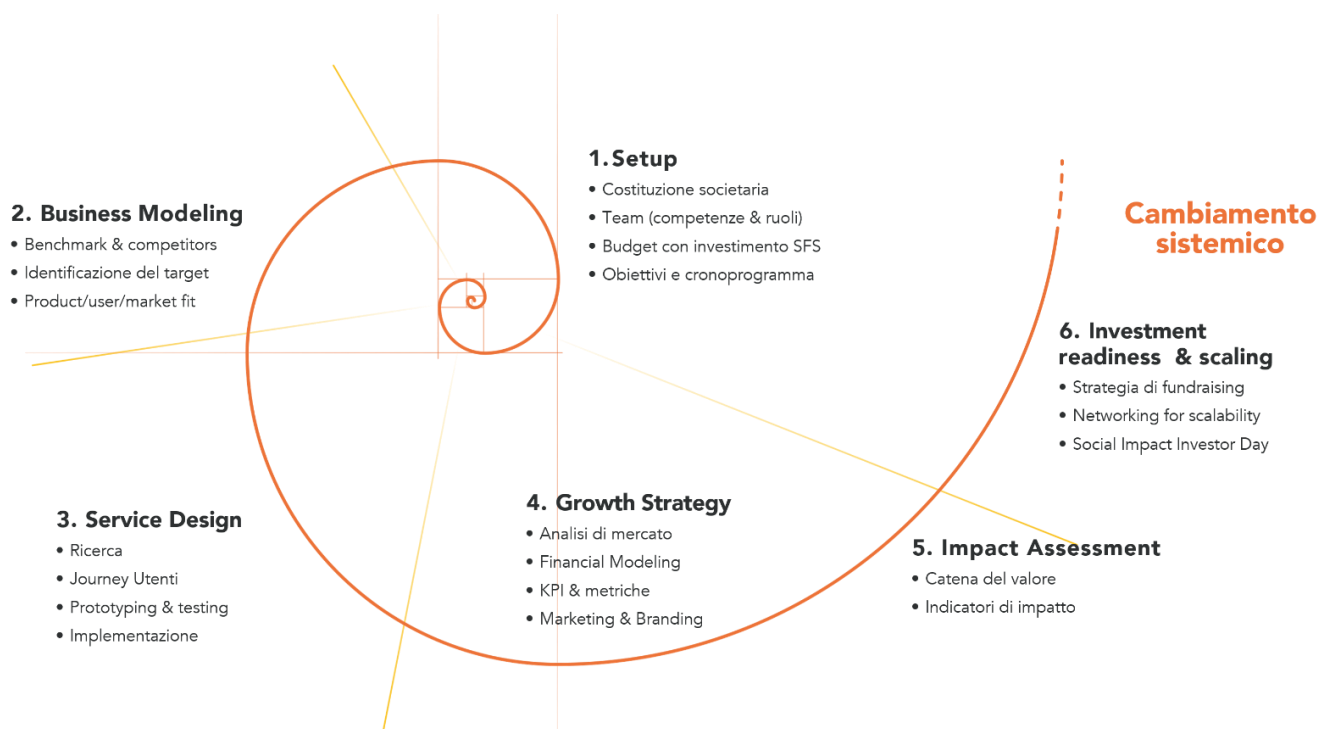 1. Setup
• Costituzione societaria
• Team (competenze & ruoli)
• Budget con investimento SFS
• Obiettivi e cronoprogramma
2. Business Modeling
• Benchmark & competitors
• Identificazione del target
• Product/user/market fit
3. Service Design
• Ricerca
• Journey Utenti
• Prototyping & testing
• Implementazione
4. Growth Strategy
• Analisi di mercato
• Financial Modeling
• KPI & metriche
• Marketing & Branding
5. Impact Assessment
• Catena del valore
• Indicatori di impatto
6. Investment
readiness & scaling
• Strategia di fundraising
• Networking for scalability
• Social Impact Investor Day
Cambiamento
sistemico